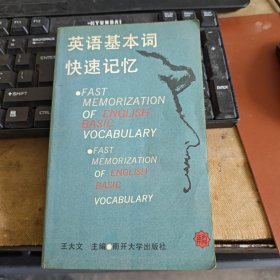 英语基本词
快速记忆
●FAST
MEMORIZATION
OF ENGLISH
BASIC
VOCABULARY
●FAST
MEMORIZATION
OF ENGLISH
BASIC
VOCABULARY
王大文 主编●南开大学出版社